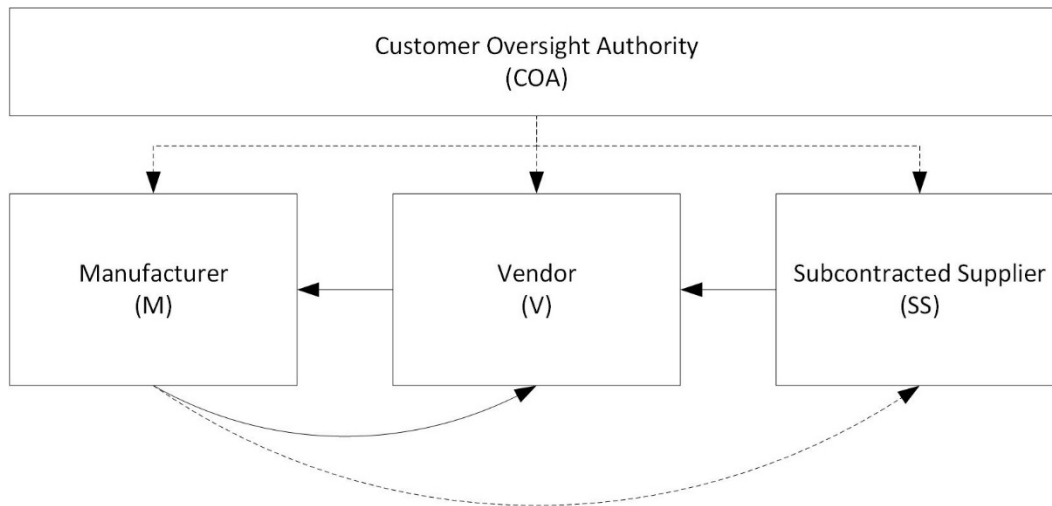 Customer Oversight Authority
(COA)
Manufacturer
(M)
Vendor
(V)
Subcontracted Supplier
(SS)